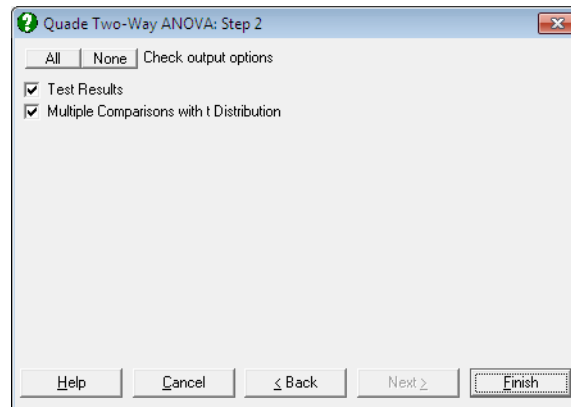 Quade Two-Way ANOVA: Step 2
All None Check output options
Test Results
Multiple Comparisons with t Distribution
Help Cancel < Back Next > Finish